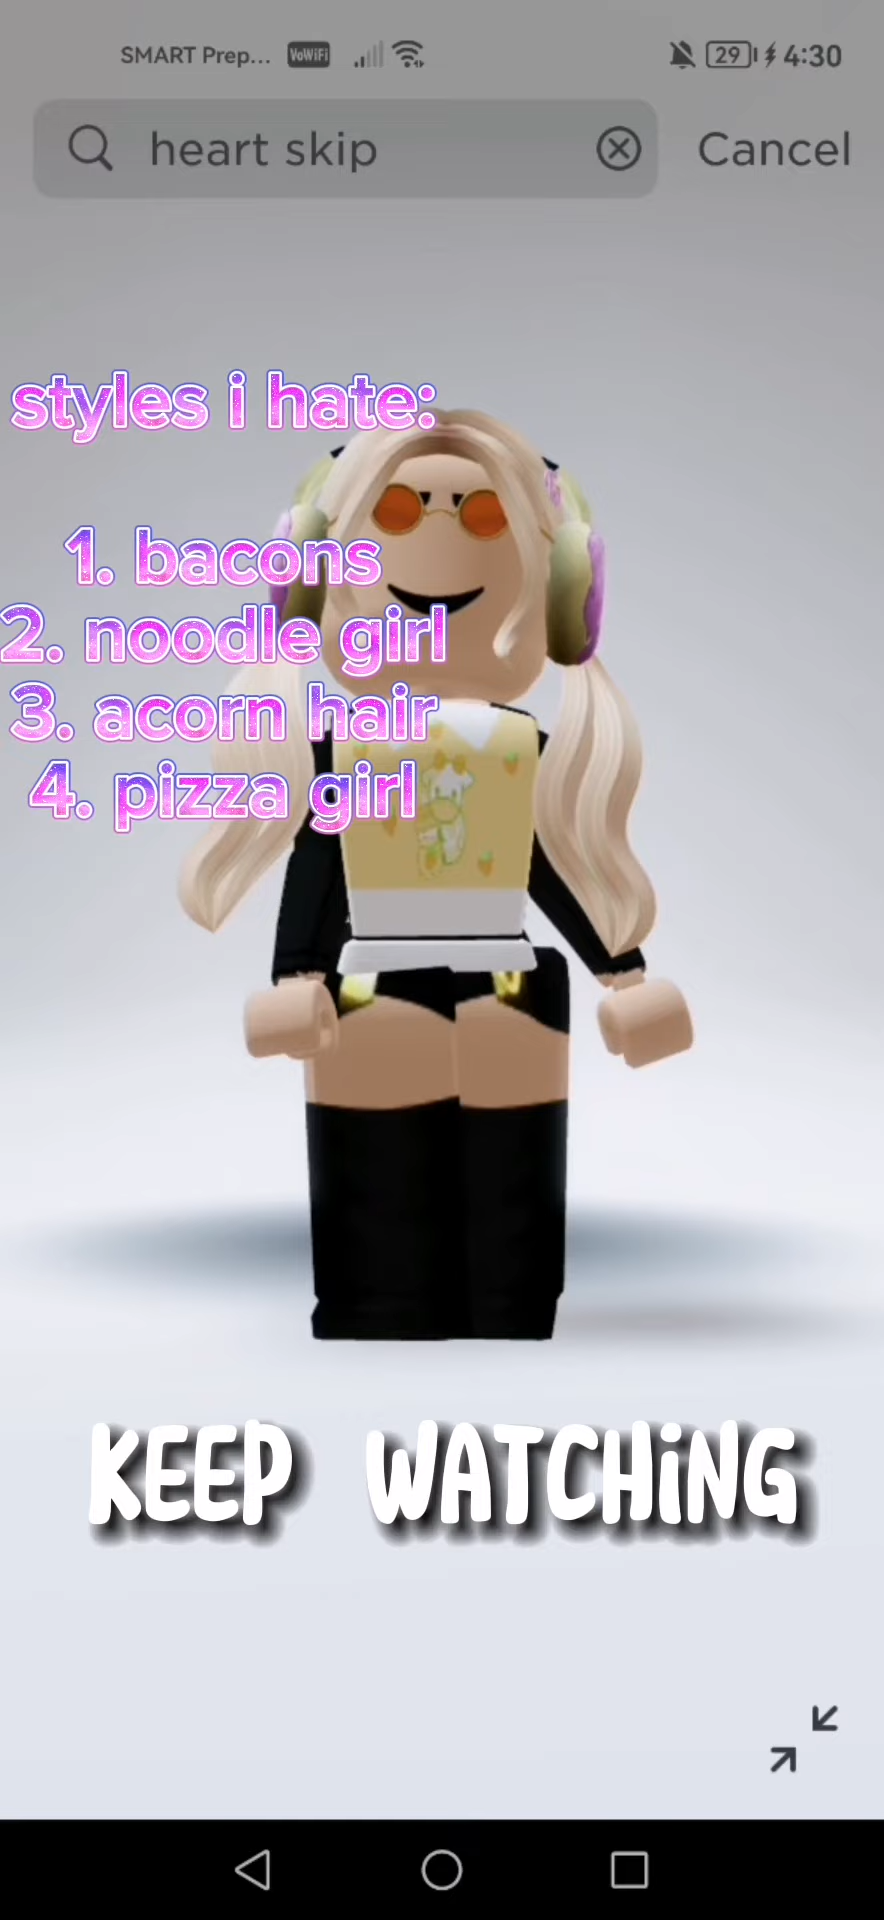 SMART Prep... VoWiFi 29 4:30
heart skip Cancel
styles i hate:
1. bacons
2. noodle girl
3. acorn hair
4. pizza girl
KEEP WATCHiNG